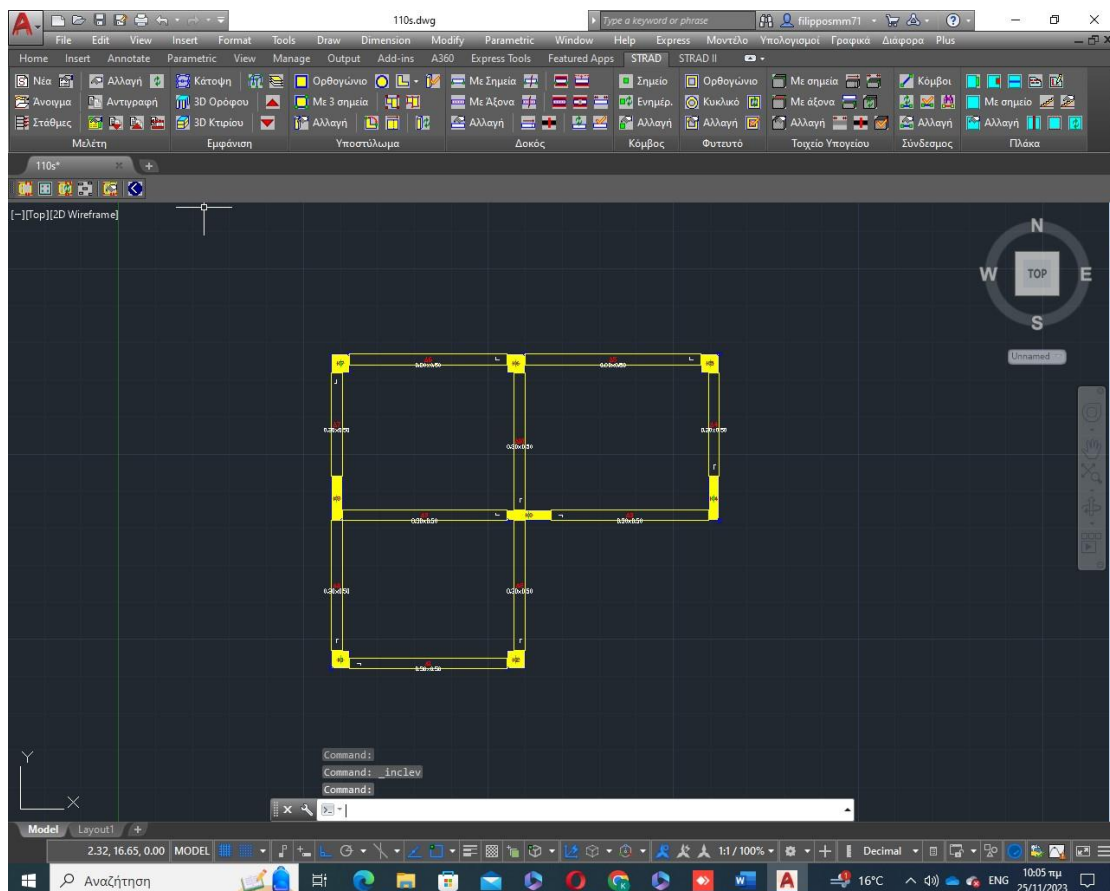 110s.dwg
Type a keyword or phrase
filipposmm71
File Edit View Insert Format Tools Draw Dimension Modify Parametric Window Help Express Μοντέλο Υπολογισμοί Γραφικά Διάφορα Plus
Home Insert Annotate Parametric View Manage Output Add-ins A360 Express Tools Featured Apps STRAD STRAD II
Νέα Αλλαγή Κάτοψη Ορθογώνιο Με Σημεία Σημείο Ορθογώνιο Με σημεία Κόμβοι
Άνοιγμα Αντιγραφή 3D Ορόφου Με 3 σημεία Με Άξονα Ενημέρ. Κυκλικό Με άξονα Με σημείο
Στάθμες 3D Κτιρίου Αλλαγή Αλλαγή Αλλαγή Αλλαγή Αλλαγή Αλλαγή Αλλαγή
Μελέτη Εμφάνιση Υποστύλωμα Δοκός Κόμβος Φυτευτό Τοιχείο Υπογείου Σύνδεσμος Πλάκα
110s*
[−][Top][2D Wireframe]
N
W TOP E
S
Unnamed
Y
X
Command:
Command: _inclev
Command:
Model Layout1
2.32, 16.65, 0.00 MODEL 1:1 / 100% Decimal
Αναζήτηση
16°C ENG 10:05 πμ
25/11/2023